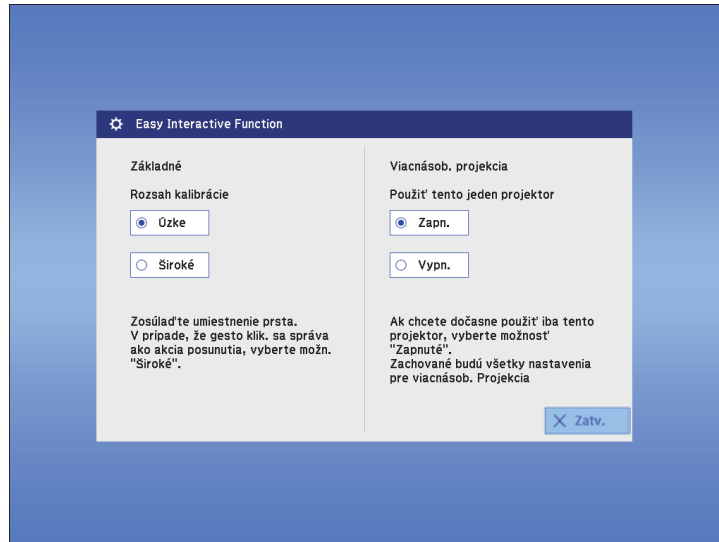 Easy Interactive Function
Základné
Rozsah kalibrácie
Úzke
Široké
Zosúlaďte umiestnenie prsta.
V prípade, že gesto klik. sa správa
ako akcia posunutia, vyberte možn.
"Široké".
Viacnásob. projekcia
Použiť tento jeden projektor
Zapn.
Vypn.
Ak chcete dočasne použiť iba tento
projektor, vyberte možnosť
"Zapnuté".
Zachované budú všetky nastavenia
pre viacnásob. Projekcia
Zatv.